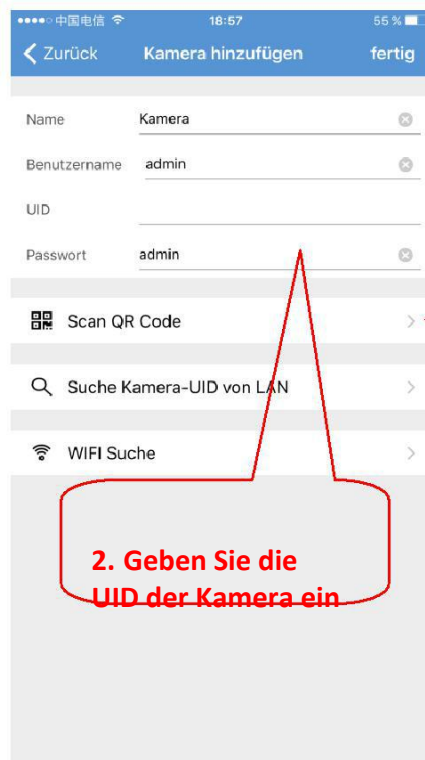 中国电信 18:57 55 %
Zurück Kamera hinzufügen fertig
Name Kamera
Benutzername admin
UID
Passwort admin
Scan QR Code
Suche Kamera-UID von LAN
WIFI Suche
2. Geben Sie die
UID der Kamera ein